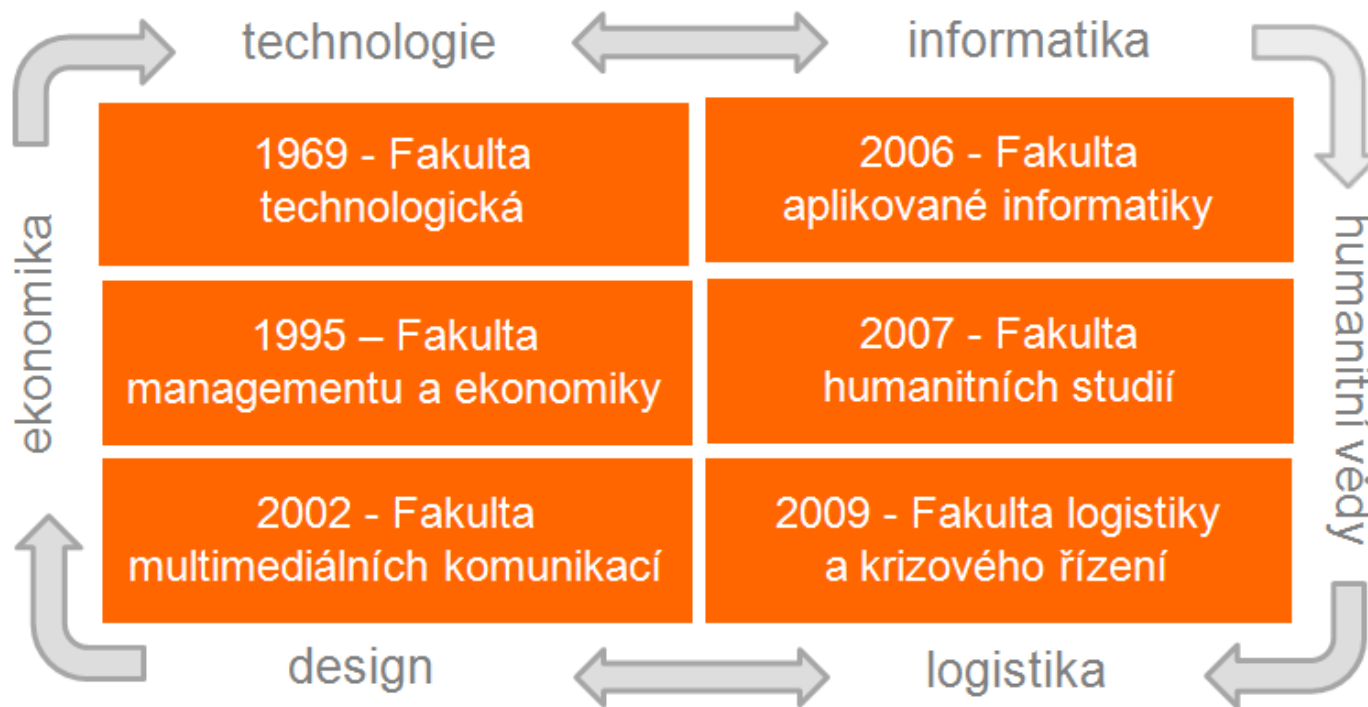 technologie
informatika
1969 - Fakulta
technologická
2006 - Fakulta
aplikované informatiky
ekonomika
humanitní vědy
1995 – Fakulta
managementu a ekonomiky
2007 - Fakulta
humanitních studií
2002 - Fakulta
multimediálních komunikací
2009 - Fakulta logistiky
a krizového řízení
design
logistika